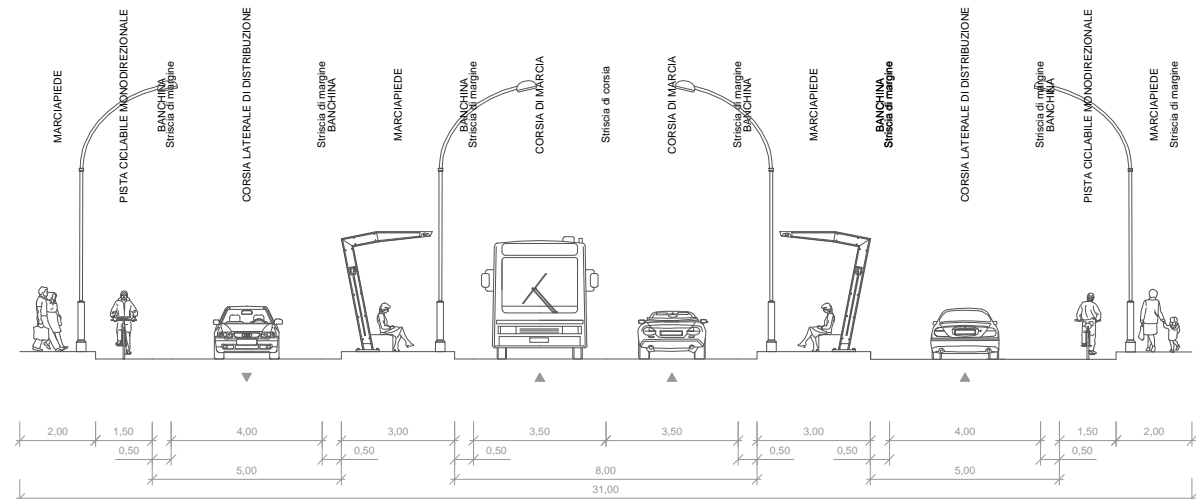 MARCIAPIEDE
PISTA CICLABILE MONODIREZIONALE
BANCHINA
Striscia di margine
CORSIA LATERALE DI DISTRIBUZIONE
Striscia di margine
BANCHINA
MARCIAPIEDE
BANCHINA
Striscia di margine
CORSIA DI MARCIA
Striscia di corsia
CORSIA DI MARCIA
Striscia di margine
BANCHINA
MARCIAPIEDE
BANCHINA
Striscia di margine
CORSIA LATERALE DI DISTRIBUZIONE
Striscia di margine
BANCHINA
PISTA CICLABILE MONODIREZIONALE
MARCIAPIEDE
Striscia di margine
2,00 1,50 4,00 3,00 3,50 3,50 3,00 4,00 1,50 2,00
0,50 0,50 0,50 0,50 0,50 0,50
5,00 8,00 5,00
31,00